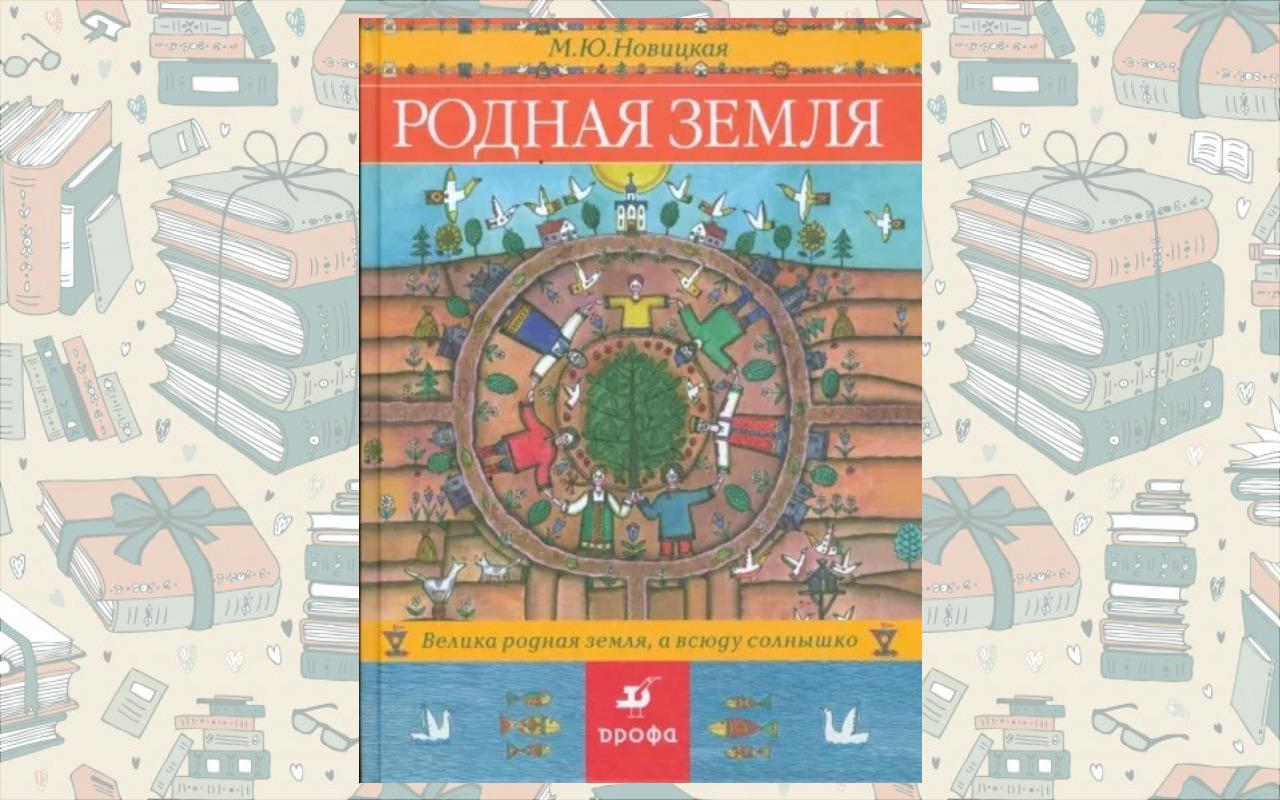 М.Ю.Новицкая
РОДНАЯ ЗЕМЛЯ
Велика родная земля, а всюду солнышко
дрофа